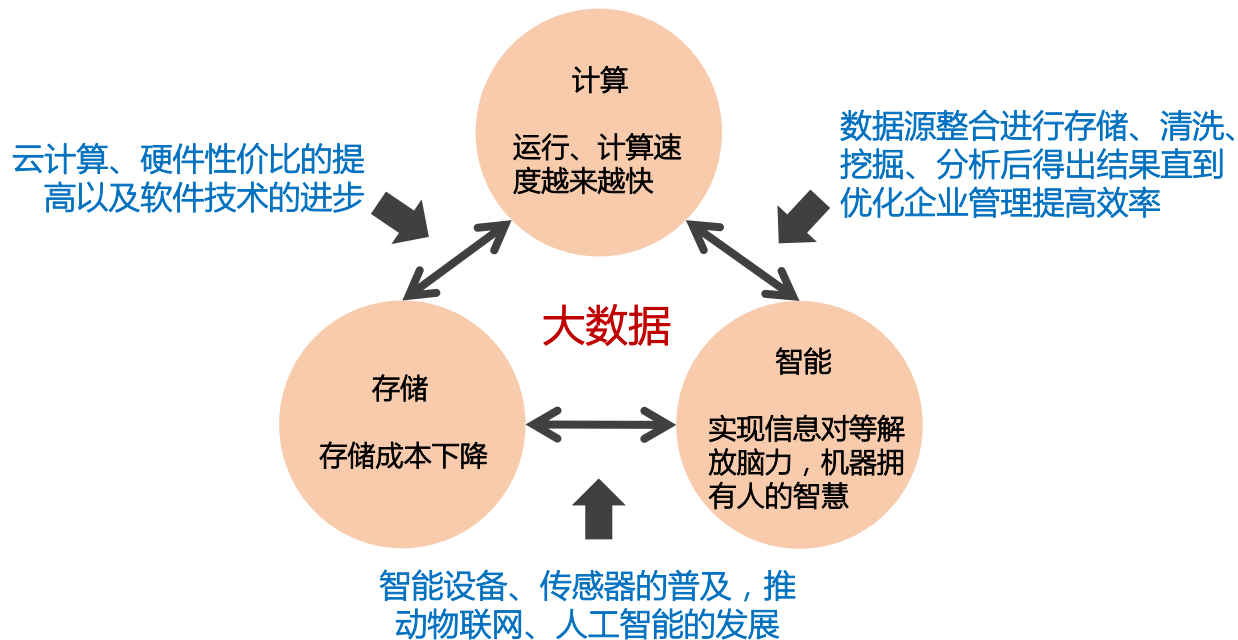 计算
运行、计算速
度越来越快
云计算、硬件性价比的提
高以及软件技术的进步
数据源整合进行存储、清洗、
挖掘、分析后得出结果直到
优化企业管理提高效率
大数据
存储
存储成本下降
智能
实现信息对等解
放脑力，机器拥
有人的智慧
智能设备、传感器的普及，推
动物联网、人工智能的发展